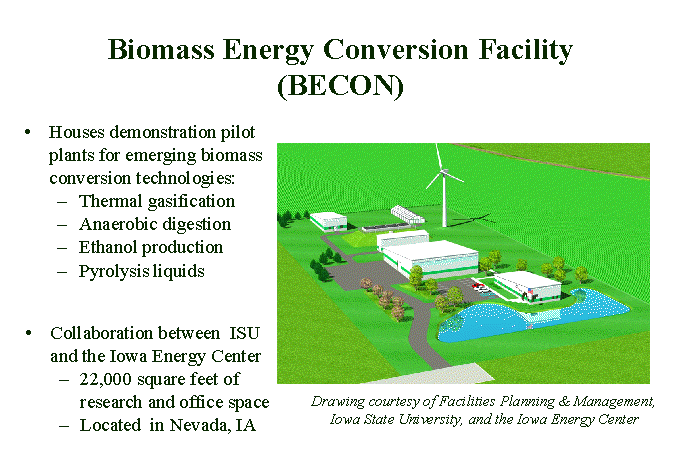 Biomass Energy Conversion Facility
(BECON)
• Houses demonstration pilot
plants for emerging biomass
conversion technologies:
– Thermal gasification
– Anaerobic digestion
– Ethanol production
– Pyrolysis liquids
• Collaboration between ISU
and the Iowa Energy Center
– 22,000 square feet of
research and office space
– Located in Nevada, IA
Drawing courtesy of Facilities Planning & Management,
Iowa State University, and the Iowa Energy Center